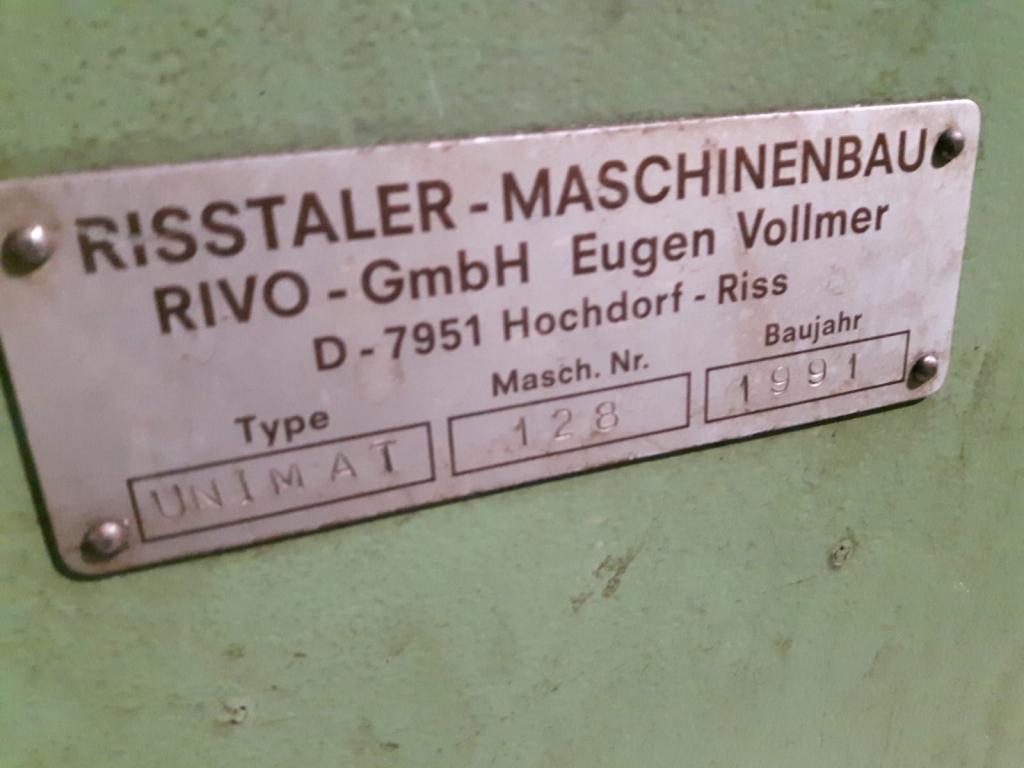 RISSTALER-MASCHINENBAU
RIVO-GmbH Eugen Vollmer
D-7951 Hochdorf-Riss
Type Masch. Nr. Baujahr
UNIMAT 128 1991